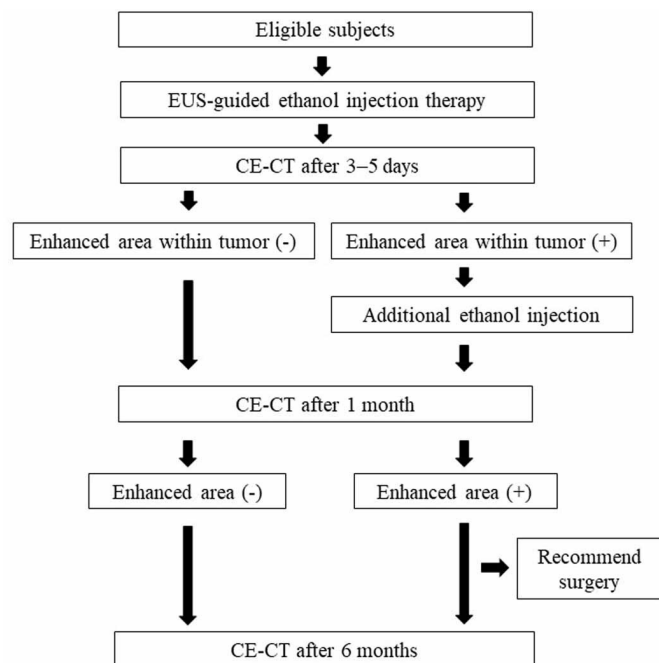 Eligible subjects
EUS-guided ethanol injection therapy
CE-CT after 3–5 days
Enhanced area within tumor (-)
Enhanced area within tumor (+)
Additional ethanol injection
CE-CT after 1 month
Enhanced area (-)
Enhanced area (+)
Recommend
surgery
CE-CT after 6 months